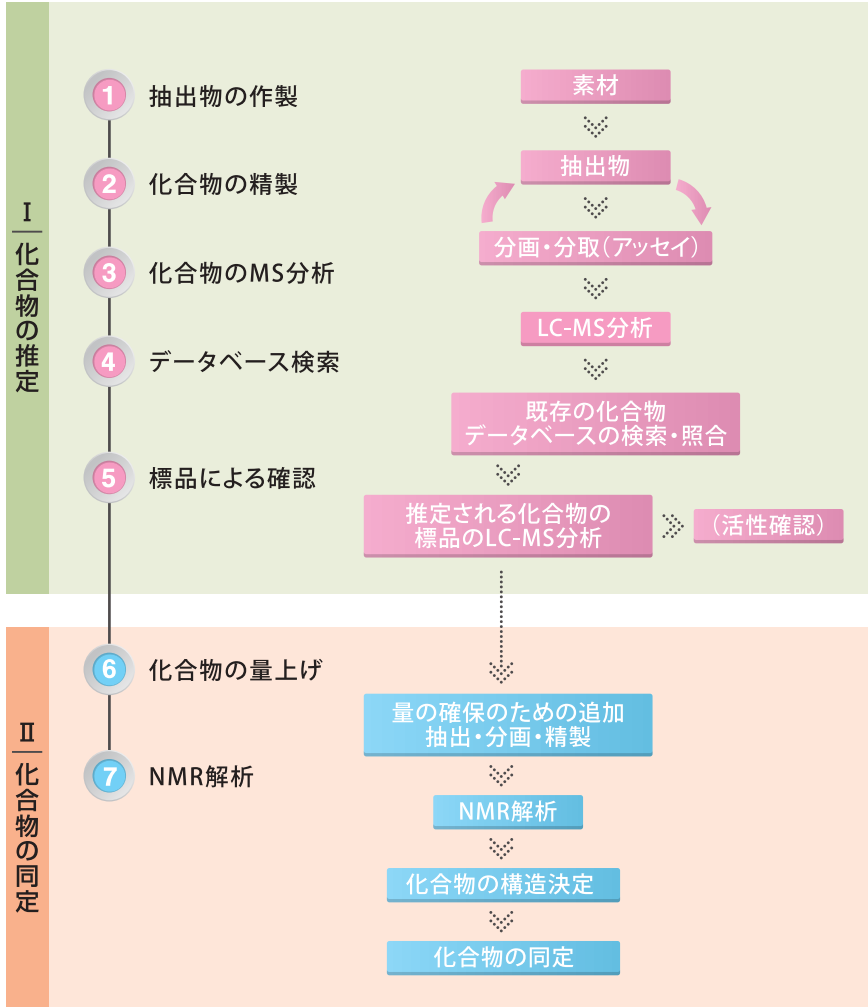 Ⅰ
化合物の推定
1
抽出物の作製
2
化合物の精製
3
化合物のMS分析
4
データベース検索
5
標品による確認
素材
抽出物
分画・分取(アッセイ)
LC-MS分析
既存の化合物
データベースの検索・照合
推定される化合物の
標品のLC-MS分析
(活性確認)
Ⅱ
化合物の同定
6
化合物の量上げ
7
NMR解析
量の確保のための追加
抽出・分画・精製
NMR解析
化合物の構造決定
化合物の同定